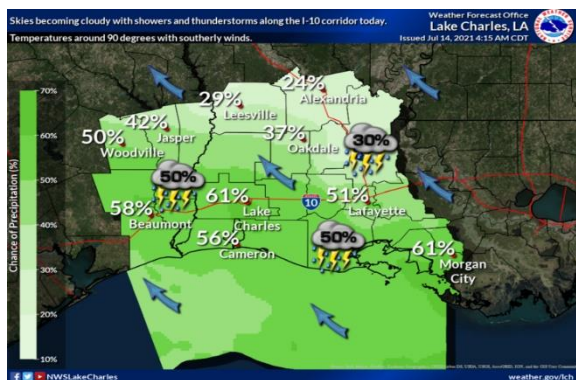 Skies becoming cloudy with showers and thunderstorms along the I-10 corridor today.
Temperatures around 90 degrees with southerly winds.
Weather Forecast Office
Lake Charles, LA
Issued Jul 14, 2021 4:15 AM CDT
Chance of Precipitation (%)
70%
60%
50%
40%
30%
20%
10%
24%
Alexandria
29%
Leesville
42%
Jasper
50%
Woodville
37%
Oakdale
30%
50%
58%
Beaumont
61%
Lake
Charles
10
51%
Lafayette
56%
Cameron
50%
61%
Morgan
City
NWSLakeCharles
weather.gov/lch